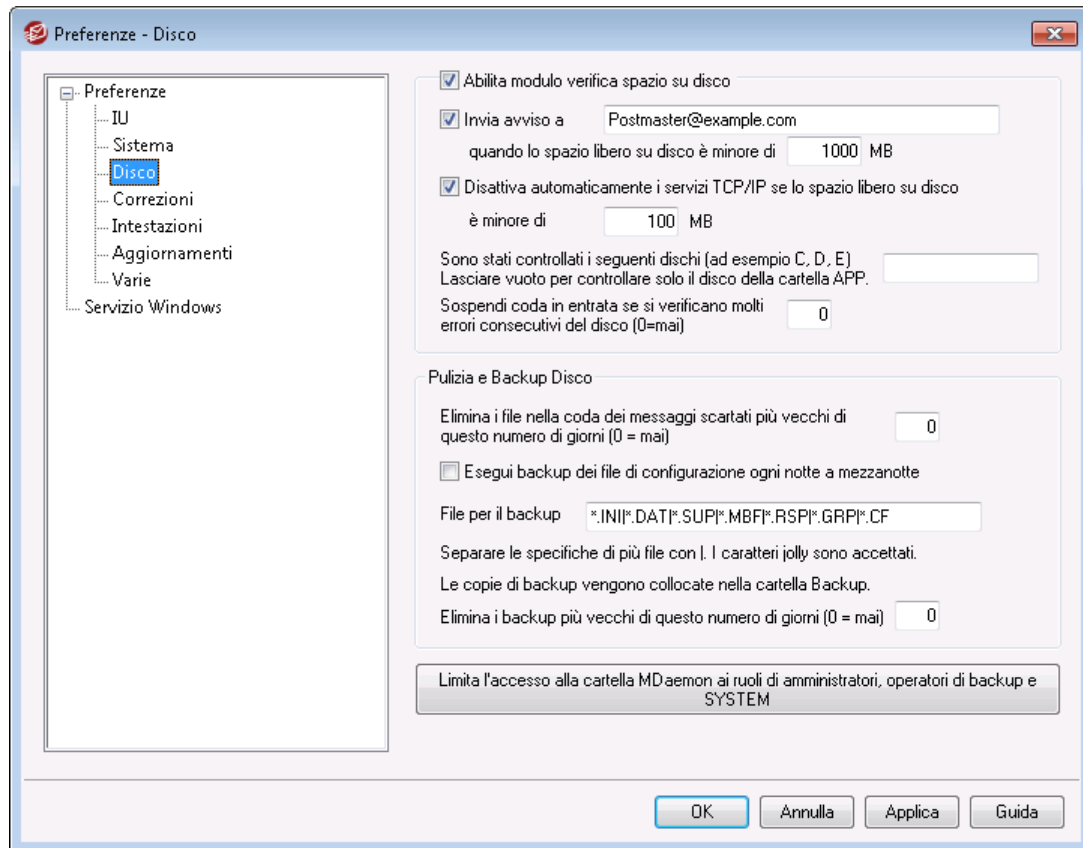 Preferenze - Disco
Preferenze
IU
Sistema
Disco
Correzioni
Intestazioni
Aggiornamenti
Varie
Servizio Windows
Abilita modulo verifica spazio su disco
Invia avviso a Postmaster@example.com
quando lo spazio libero su disco è minore di 1000 MB
Disattiva automaticamente i servizi TCP/IP se lo spazio libero su disco
è minore di 100 MB
Sono stati controllati i seguenti dischi (ad esempio C, D, E)
Lasciare vuoto per controllare solo il disco della cartella APP.
Sospendi coda in entrata se si verificano molti
errori consecutivi del disco (0=mai) 0
Pulizia e Backup Disco
Elimina i file nella coda dei messaggi scartati più vecchi di
questo numero di giorni (0 = mai) 0
Esegui backup dei file di configurazione ogni notte a mezzanotte
File per il backup *.INI|*.DAT|*.SUP|*.MBF|*.RSP|*.GRP|*.CF
Separare le specifiche di più file con |. I caratteri jolly sono accettati.
Le copie di backup vengono collocate nella cartella Backup.
Elimina i backup più vecchi di questo numero di giorni (0 = mai) 0
Limita l'accesso alla cartella MDaemon ai ruoli di amministratori, operatori di backup e
SYSTEM
OK Annulla Applica Guida